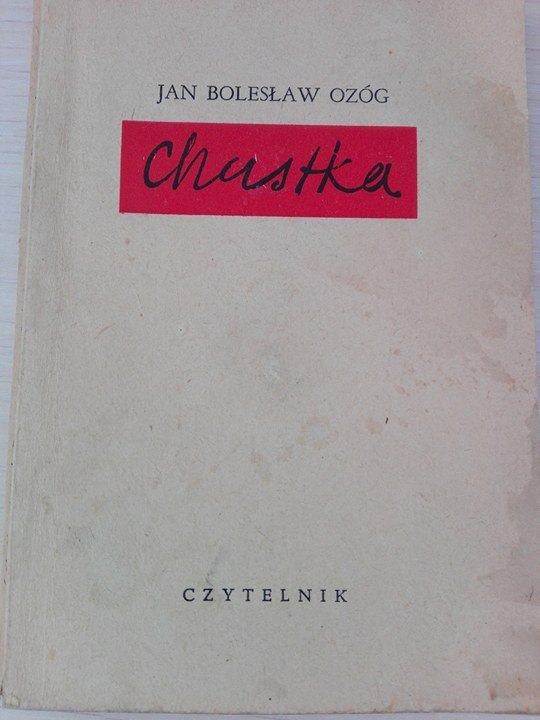 JAN BOLESŁAW OZÓG
Chustka
CZYTELNIK